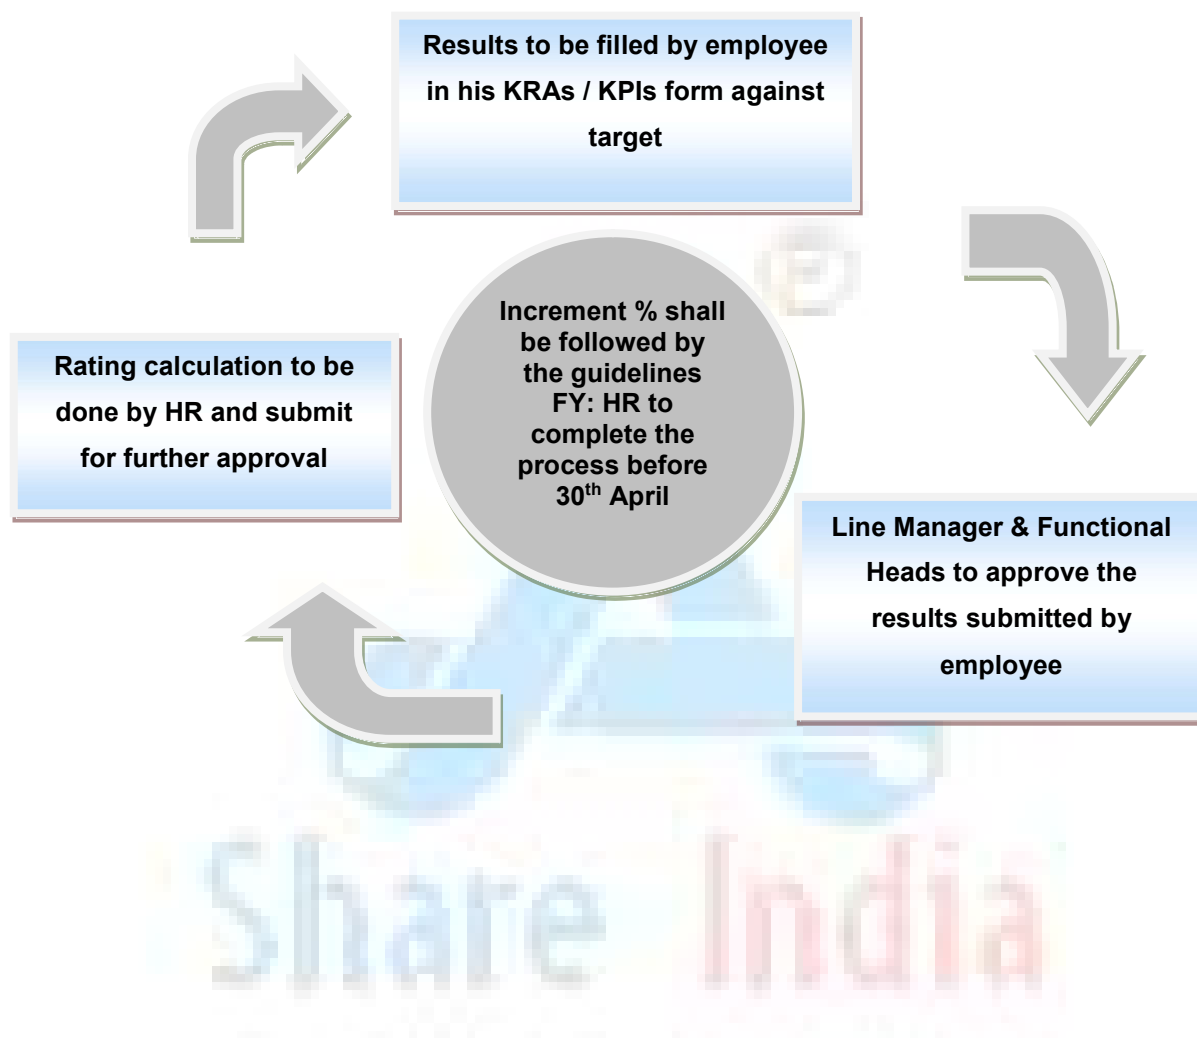 Results to be filled by employee
in his KRAs / KPIs form against
target
Increment % shall
be followed by
the guidelines
FY: HR to
complete the
process before
30th April
Rating calculation to be
done by HR and submit
for further approval
Line Manager & Functional
Heads to approve the
results submitted by
employee
Share India